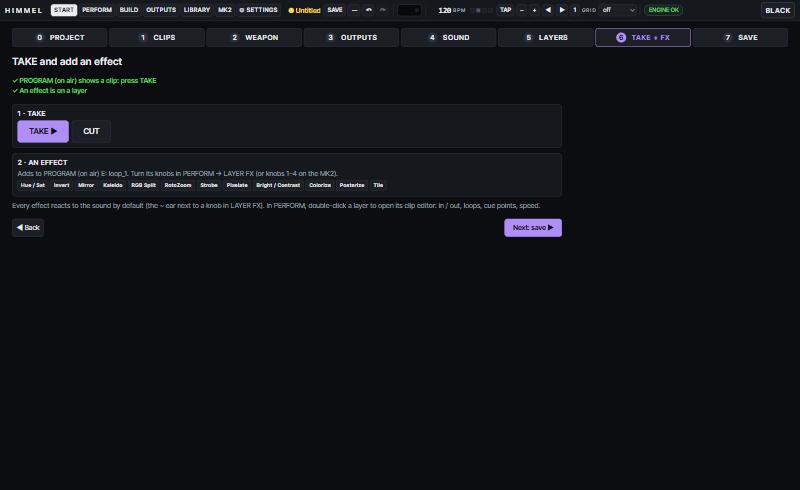 HIMMEL START PERFORM BUILD OUTPUTS LIBRARY MK2 SETTINGS Untitled SAVE 120 BPM TAP − + 1 GRID off ENGINE OK BLACK
0 PROJECT 1 CLIPS 2 WEAPON 3 OUTPUTS 4 SOUND 5 LAYERS 6 TAKE + FX 7 SAVE
TAKE and add an effect
✓ PROGRAM (on air) shows a clip: press TAKE
✓ An effect is on a layer
1 · TAKE
TAKE ▶ CUT
2 · AN EFFECT
Adds to PROGRAM (on air) E: loop_1. Turn its knobs in PERFORM → LAYER FX (or knobs 1–4 on the MK2).
Hue / Sat Invert Mirror Kaleido RGB Split RotoZoom Strobe Pixelate Bright / Contrast Colorize Posterize Tile
Every effect reacts to the sound by default (the ~ ear next to a knob in LAYER FX). In PERFORM, double-click a layer to open its clip editor: in / out, loops, cue points, speed.
◀ Back Next: save ▶